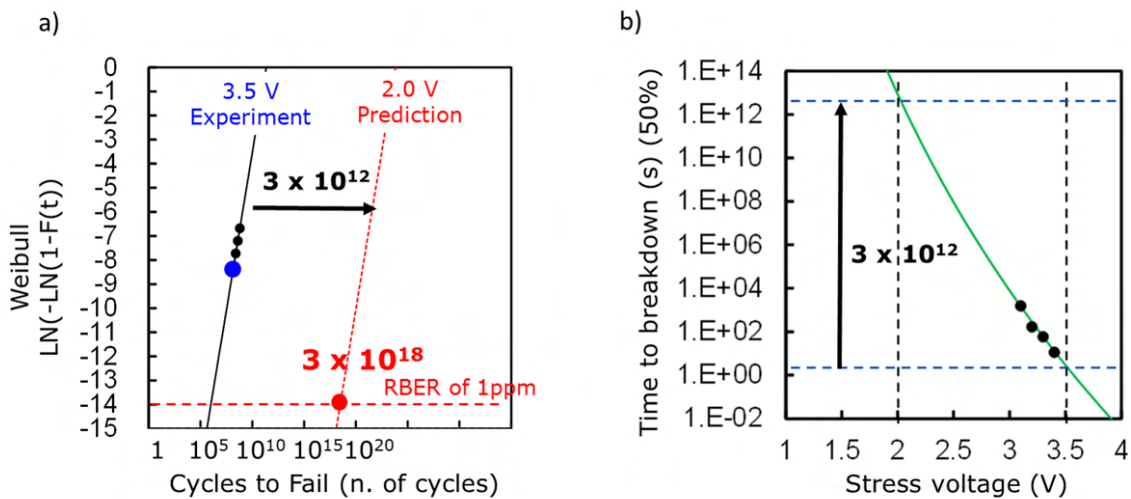 a)
Weibull
LN(-LN(1-F(t))
0
-1
-2
-3
-4
-5
-6
-7
-8
-9
-10
-11
-12
-13
-14
-15
3.5 V
Experiment
2.0 V
Prediction
3 x 10¹²
3 x 10¹⁸
RBER of 1ppm
1 10⁵ 10¹⁰ 10¹⁵ 10²⁰
Cycles to Fail (n. of cycles)
b)
Time to breakdown (s) (50%)
1.E+14
1.E+12
1.E+10
1.E+08
1.E+06
1.E+04
1.E+02
1.E+00
1.E-02
3 x 10¹²
1 1.5 2 2.5 3 3.5 4
Stress voltage (V)